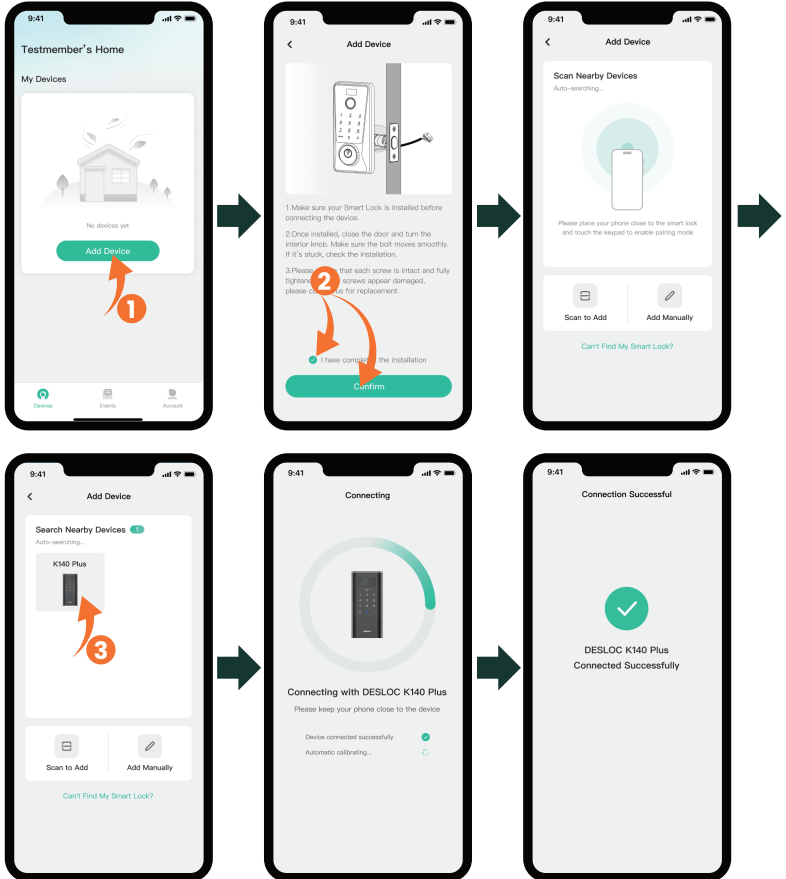 9:41
Testmember's Home
My Devices
No devices yet
Add Device
1
Devices
Events
Account
9:41
Add Device
1.Make sure your Smart Lock is installed before
connecting the device.
2.Once installed, close the door and turn the
interior knob. Make sure the bolt moves smoothly.
If it's stuck, check the installation.
3.Please that each screw is intact and fully
screws appear damaged,
please us for replacement.
2
I have the installation
Confirm
9:41
Add Device
Scan Nearby Devices
Auto-searching...
Please place your phone close to the smart lock
and touch the keypad to enable pairing mode
Scan to Add
Add Manually
Can't Find My Smart Lock?
9:41
Add Device
Search Nearby Devices 1
Auto-searching...
K140 Plus
3
Scan to Add
Add Manually
Can't Find My Smart Lock?
9:41
Connecting
Connecting with DESLOC K140 Plus
Please keep your phone close to the device
Device connected successfully
Automatic calibrating...
9:41
Connection Successful
DESLOC K140 Plus
Connected Successfully